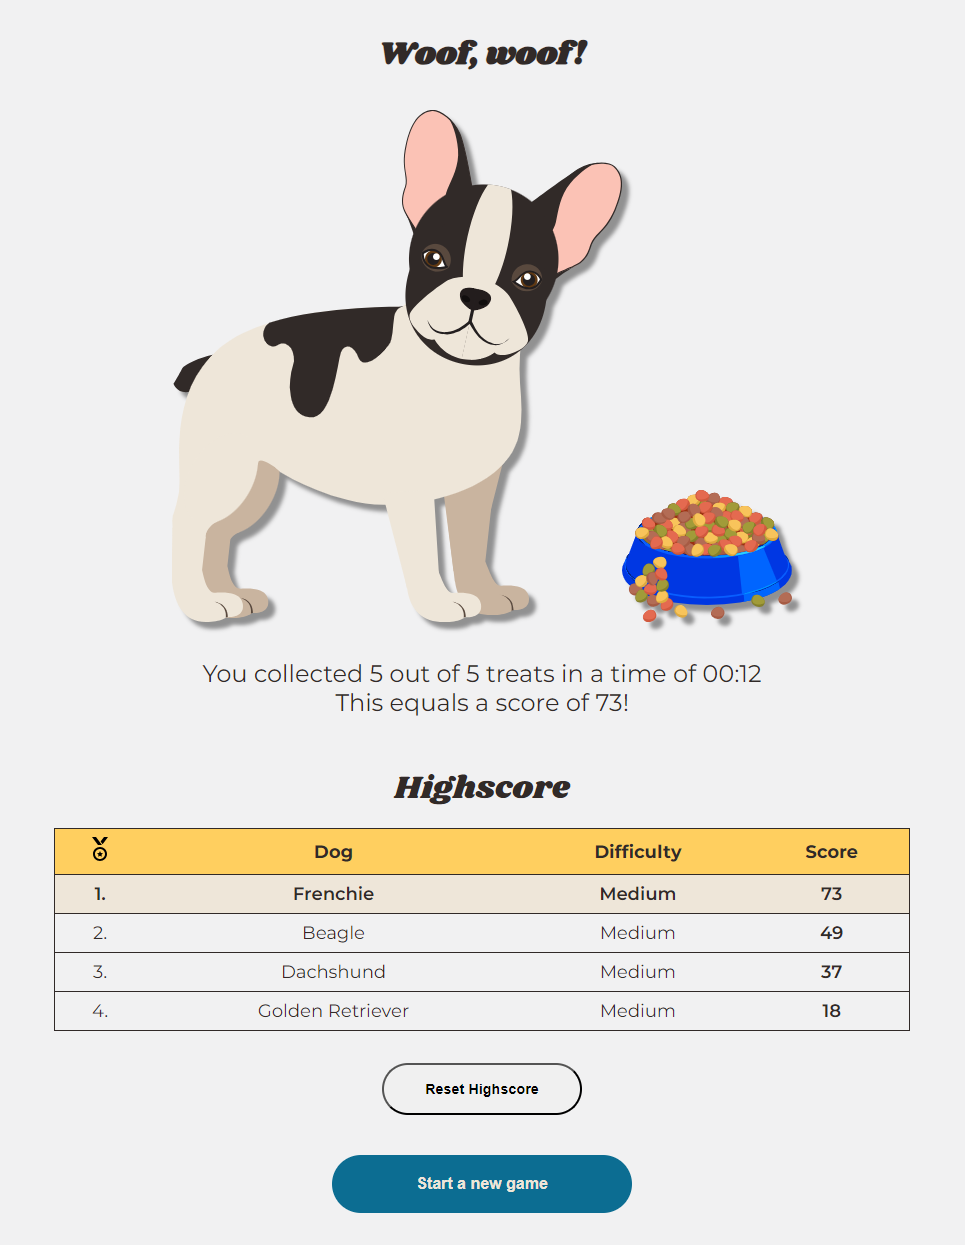 Woof, woof!
You collected 5 out of 5 treats in a time of 00:12
This equals a score of 73!
Highscore
Dog Difficulty Score
1. Frenchie Medium 73
2. Beagle Medium 49
3. Dachshund Medium 37
4. Golden Retriever Medium 18
Reset Highscore
Start a new game